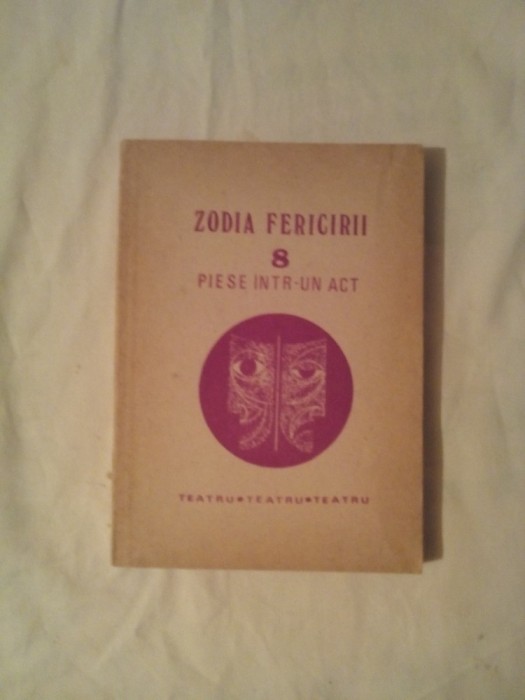 ZODIA FERICIRII
8
PIESE INTR-UN ACT
TEATRU*TEATRU*TEATRU